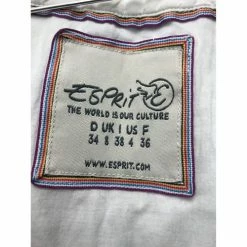 ESPRIT
THE WORLD IS OUR CULTURE
D UK I US F
34 8 38 4 36
WWW.ESPRIT.COM